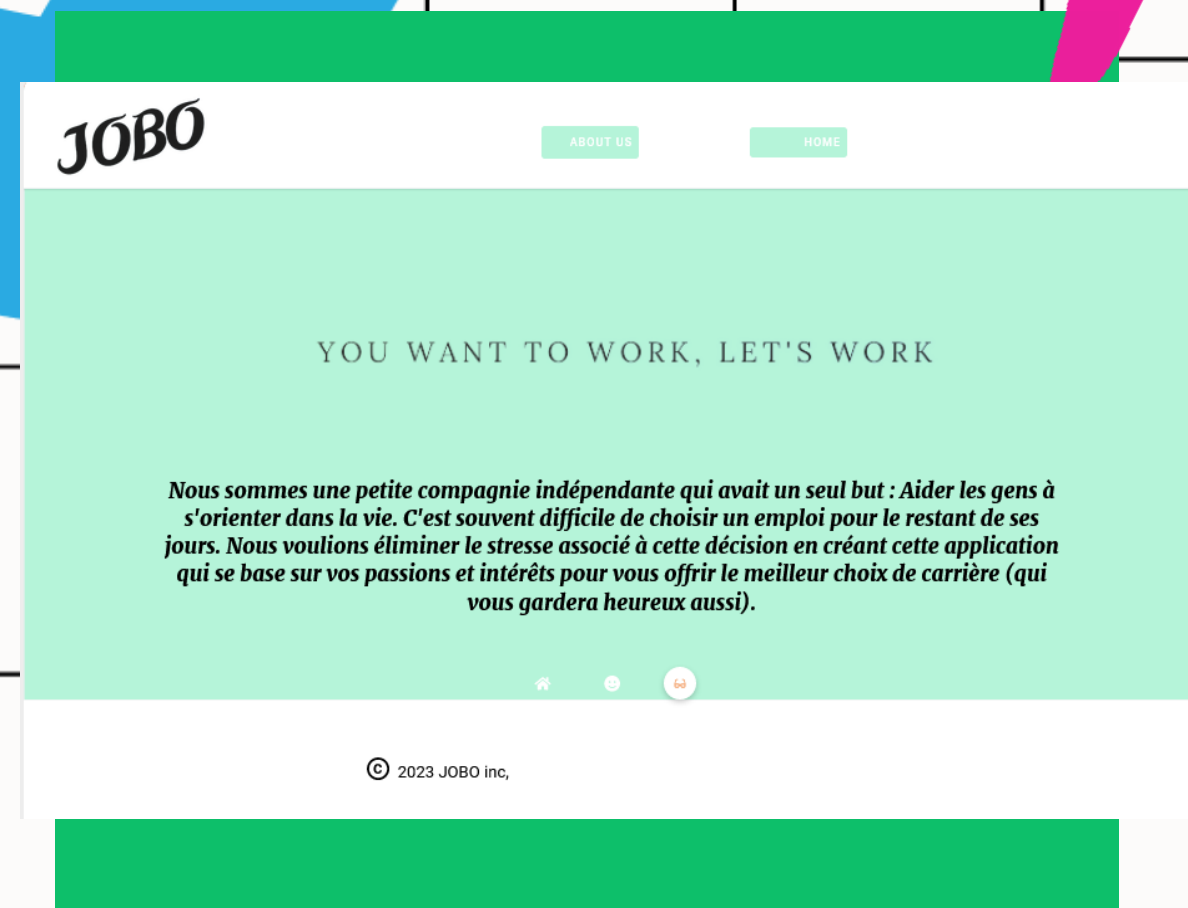 JOBO
ABOUT US
HOME
YOU WANT TO WORK, LET'S WORK
Nous sommes une petite compagnie indépendante qui avait un seul but : Aider les gens à
s'orienter dans la vie. C'est souvent difficile de choisir un emploi pour le restant de ses
jours. Nous voulions éliminer le stresse associé à cette décision en créant cette application
qui se base sur vos passions et intérêts pour vous offrir le meilleur choix de carrière (qui
vous gardera heureux aussi).
© 2023 JOBO inc,